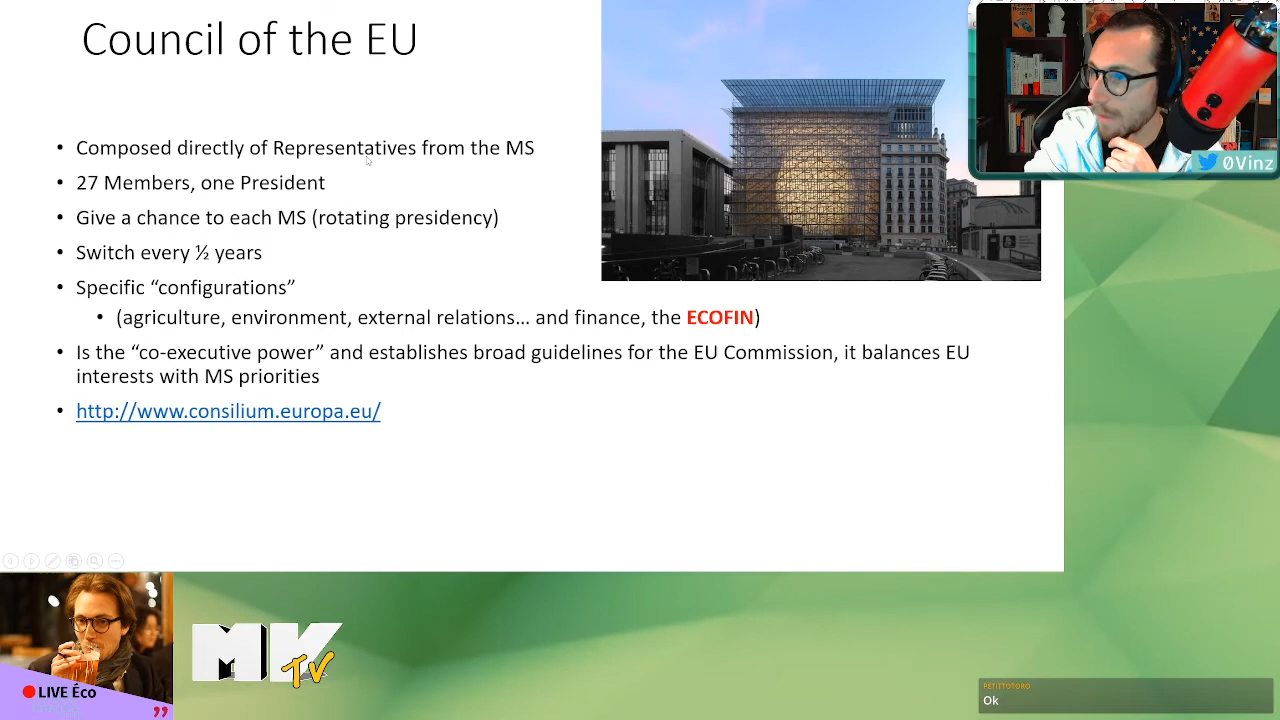 Council of the EU
• Composed directly of Representatives from the MS
• 27 Members, one President
• Give a chance to each MS (rotating presidency)
• Switch every ½ years
• Specific “configurations”
• (agriculture, environment, external relations… and finance, the ECOFIN)
• Is the “co-executive power” and establishes broad guidelines for the EU Commission, it balances EU
interests with MS priorities
• http://www.consilium.europa.eu/
0Vinz
LIVE Éco
MK
TV
PETITTOTORO
Ok